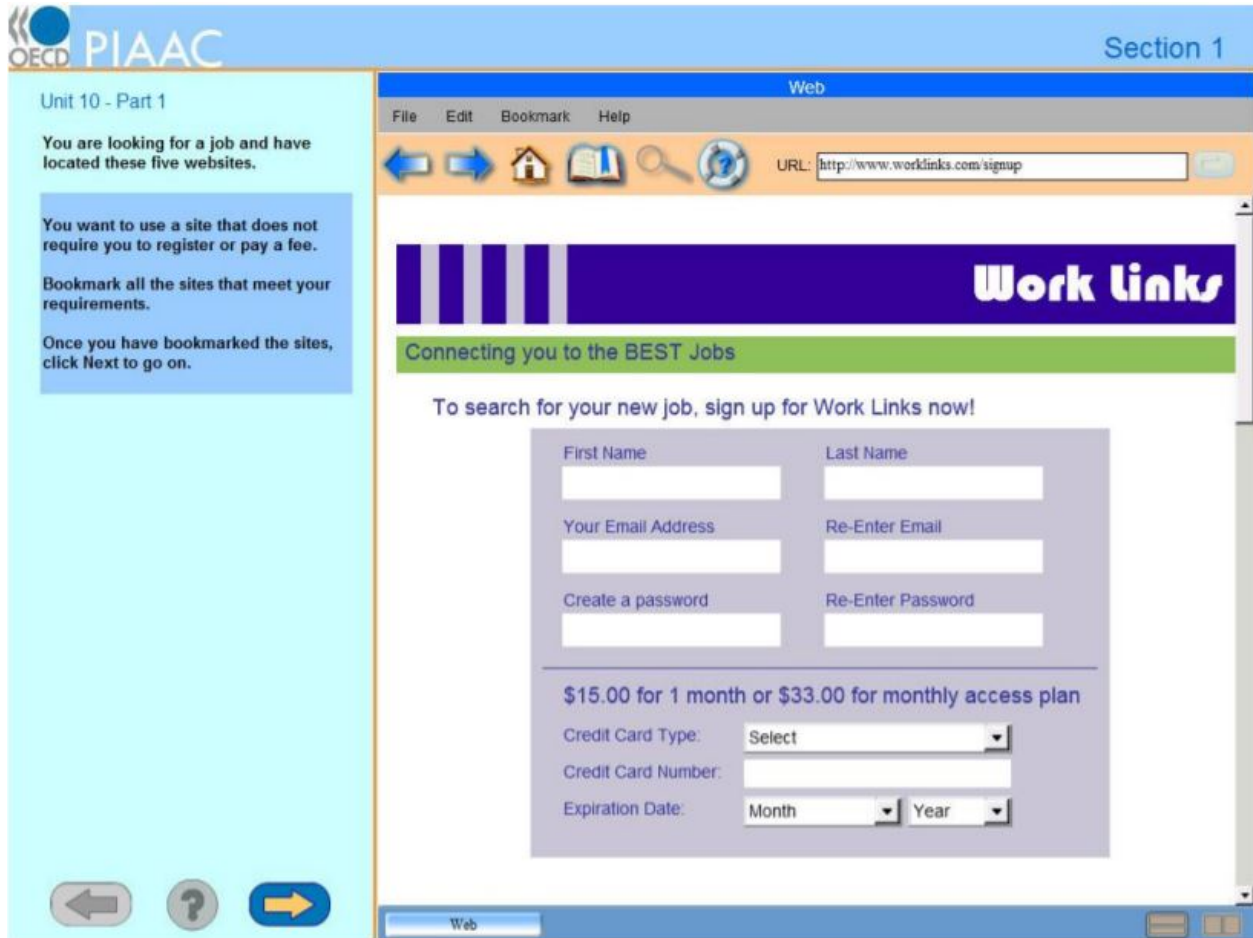 OECD PIAAC
Section 1
Unit 10 - Part 1
You are looking for a job and have
located these five websites.
You want to use a site that does not
require you to register or pay a fee.
Bookmark all the sites that meet your
requirements.
Once you have bookmarked the sites,
click Next to go on.
?
Web
File Edit Bookmark Help
? URL: http://www.worklinks.com/signup
Work Links
Connecting you to the BEST Jobs
To search for your new job, sign up for Work Links now!
First Name Last Name
Your Email Address Re-Enter Email
Create a password Re-Enter Password
$15.00 for 1 month or $33.00 for monthly access plan
Credit Card Type: Select
Credit Card Number:
Expiration Date: Month Year
Web